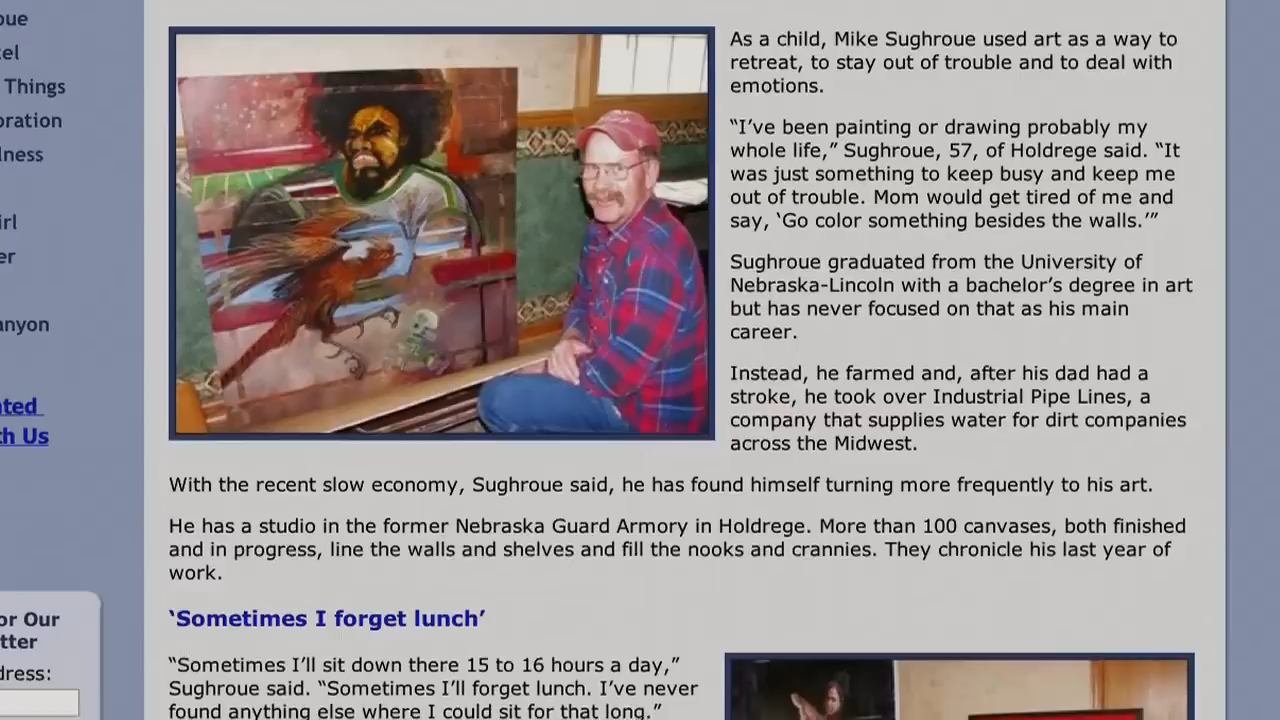 As a child, Mike Sughroue used art as a way to
retreat, to stay out of trouble and to deal with
emotions.
“I’ve been painting or drawing probably my
whole life,” Sughroue, 57, of Holdrege said. “It
was just something to keep busy and keep me
out of trouble. Mom would get tired of me and
say, ‘Go color something besides the walls.’”
Sughroue graduated from the University of
Nebraska-Lincoln with a bachelor’s degree in art
but has never focused on that as his main
career.
Instead, he farmed and, after his dad had a
stroke, he took over Industrial Pipe Lines, a
company that supplies water for dirt companies
across the Midwest.
With the recent slow economy, Sughroue said, he has found himself turning more frequently to his art.
He has a studio in the former Nebraska Guard Armory in Holdrege. More than 100 canvases, both finished
and in progress, line the walls and shelves and fill the nooks and crannies. They chronicle his last year of
work.
‘Sometimes I forget lunch’
“Sometimes I’ll sit down there 15 to 16 hours a day,”
Sughroue said. “Sometimes I’ll forget lunch. I’ve never
found anything else where I could sit for that long.”
oue
tel
Things
oration
lness
irl
er
anyon
ated
th Us
or Our
tter
dress: